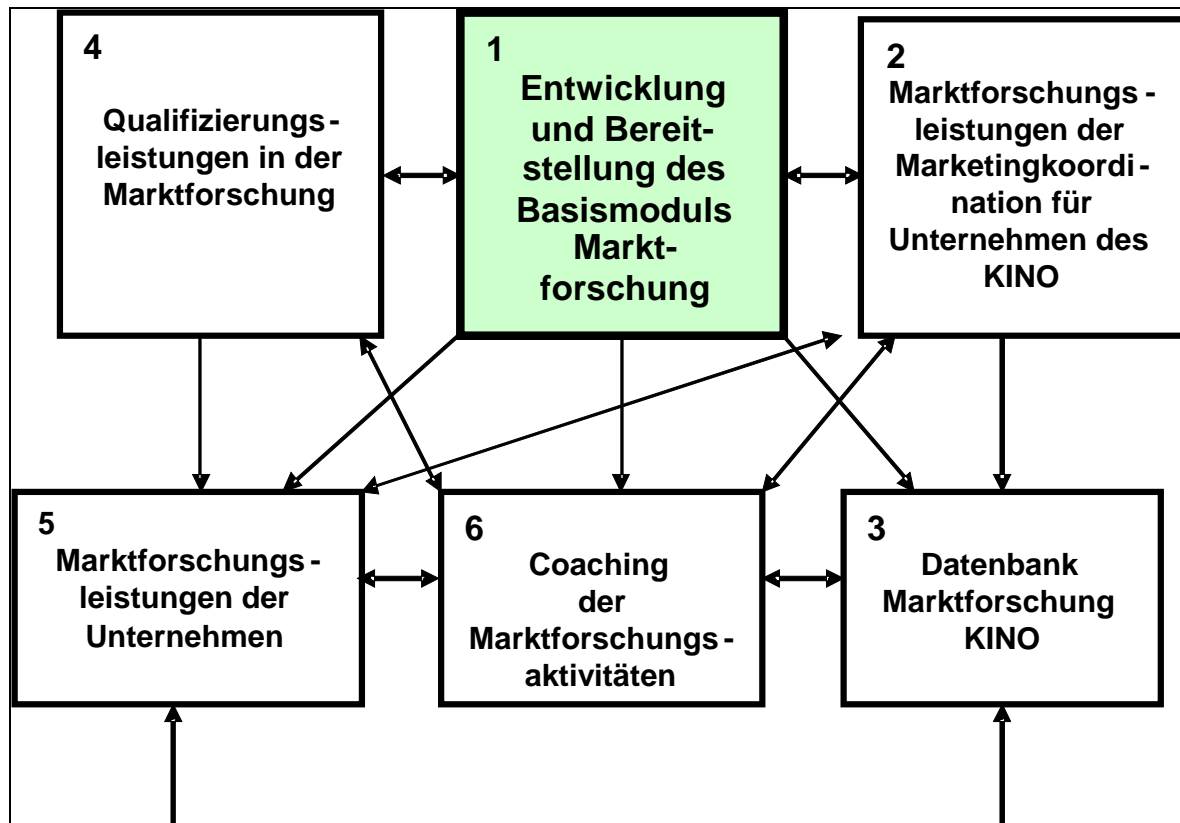 4
Qualifizierungs-
leistungen in der
Marktforschung
1
Entwicklung
und Bereit-
stellung des
Basismoduls
Markt-
forschung
2
Marktforschungs-
leistungen der
Marketingkoordi-
nation für
Unternehmen des
KINO
5
Marktforschungs-
leistungen der
Unternehmen
6
Coaching
der
Marktforschungs-
aktivitäten
3
Datenbank
Marktforschung
KINO